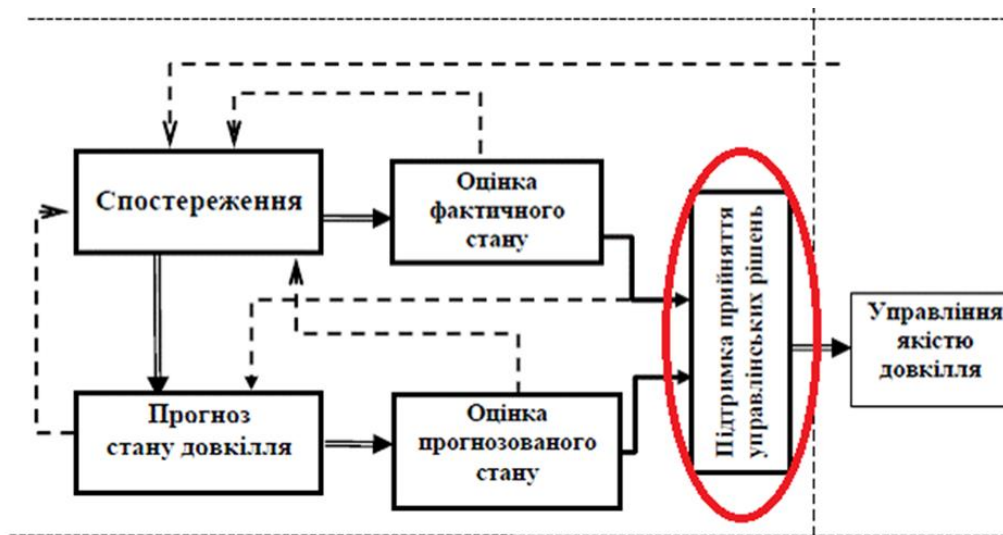 Спостереження
Оцінка
фактичного
стану
Підтримка прийняття
управлінських рішень
Управління
якістю
довкілля
Прогноз
стану довкілля
Оцінка
прогнозованого
стану